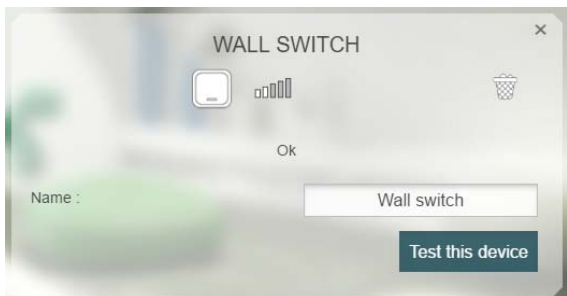 WALL SWITCH
×
Ok
Name :
Wall switch
Test this device